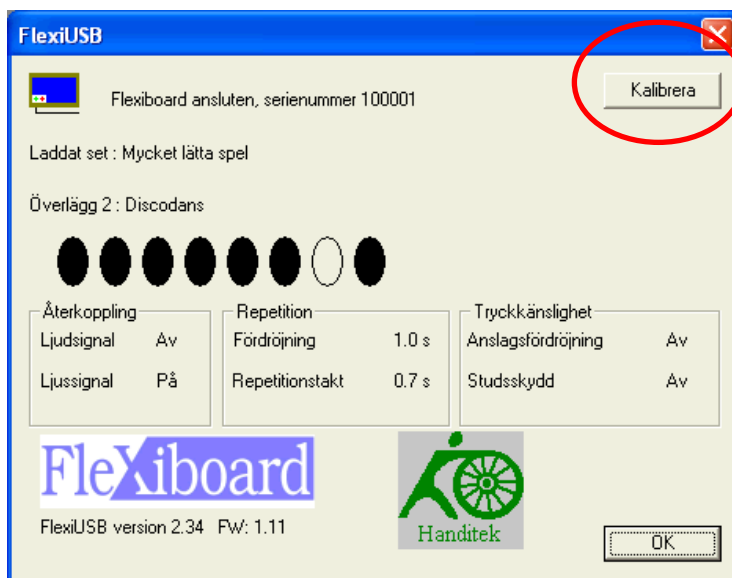 FlexiUSB
Flexiboard ansluten, serienummer 100001
Kalibrera
Laddat set : Mycket lätta spel
Överlägg 2 : Discodans
Återkoppling
Ljudsignal Av
Ljussignal På
Repetition
Fördröjning 1.0 s
Repetitionstakt 0.7 s
Tryckkänslighet
Anslagsfördröjning Av
Studsskydd Av
FleXiboard
Handitek
FlexiUSB version 2.34 FW: 1.11
OK